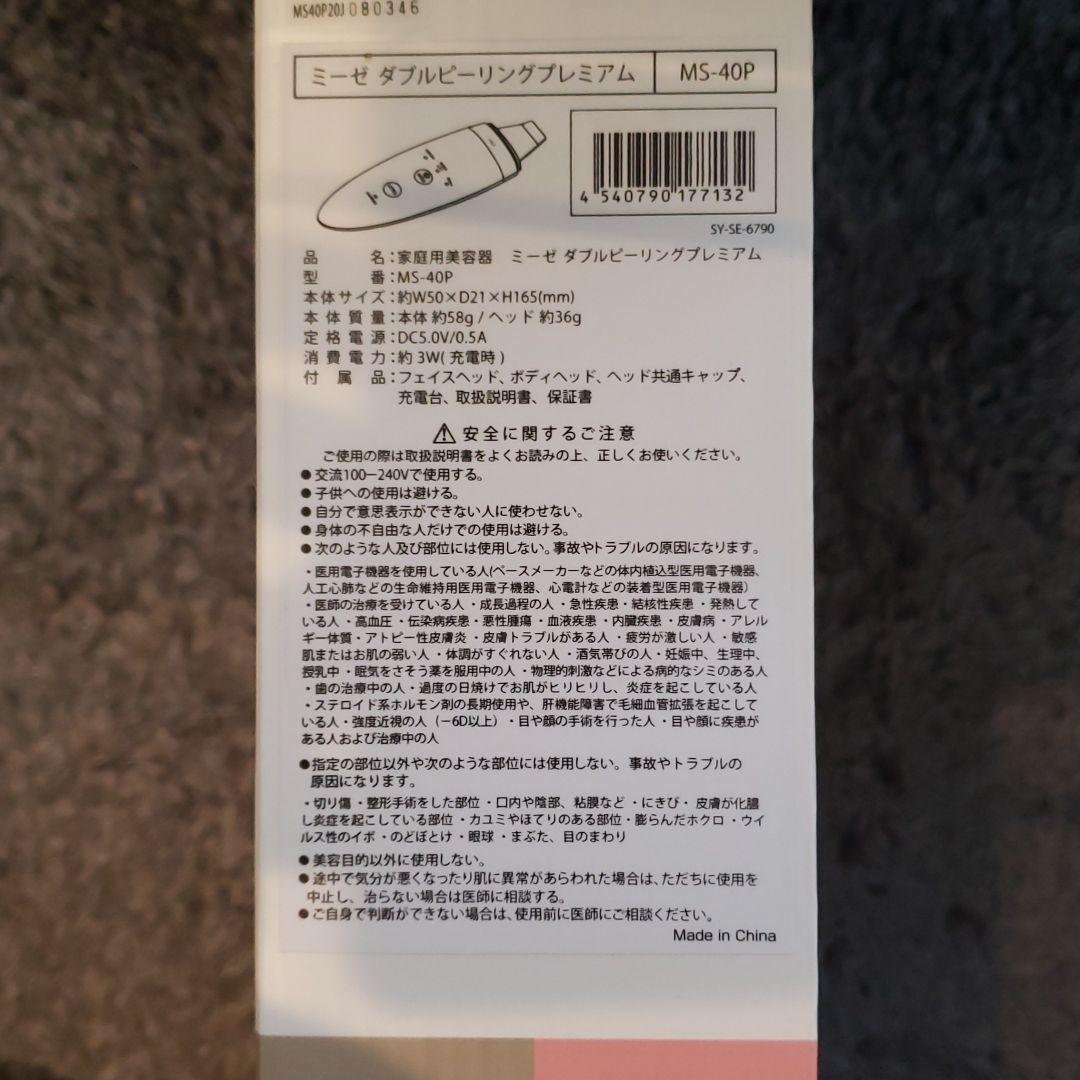 MS40P20J 080346
ミーゼ ダブルピーリングプレミアム MS-40P
4 540790 177132
SY-SE-6790
品名:家庭用美容器 ミーゼ ダブルピーリングプレミアム
型番:MS-40P
本体サイズ:約W50×D21×H165(mm)
本体質量:本体 約58g / ヘッド 約36g
定格電源:DC5.0V/0.5A
消費電力:約 3W( 充電時 )
付属品:フェイスヘッド、ボディヘッド、ヘッド共通キャップ、
充電台、取扱説明書、保証書
⚠ 安全に関するご注意
ご使用の際は取扱説明書をよくお読みの上、正しくお使いください。
●交流100−240Vで使用する。
●子供への使用は避ける。
●自分で意思表示ができない人に使わせない。
●身体の不自由な人だけでの使用は避ける。
●次のような人及び部位には使用しない。事故やトラブルの原因になります。
・医用電子機器を使用している人(ペースメーカーなどの体内植込型医用電子機器、
人工心肺などの生命維持用医用電子機器、心電計などの装着型医用電子機器)
・医師の治療を受けている人・成長過程の人・急性疾患・結核性疾患・発熱して
いる人・高血圧・伝染病疾患・悪性腫瘍・血液疾患・内臓疾患・皮膚病・アレル
ギー体質・アトピー性皮膚炎・皮膚トラブルがある人・疲労が激しい人・敏感
肌またはお肌の弱い人・体調がすぐれない人・酒気帯びの人・妊娠中、生理中、
授乳中・眠気をさそう薬を服用中の人・物理的刺激などによる病的なシミのある人
・歯の治療中の人・過度の日焼けでお肌がヒリヒリし、炎症を起こしている人
・ステロイド系ホルモン剤の長期使用や、肝機能障害で毛細血管拡張を起こして
いる人・強度近視の人(−6D以上)・目や顔の手術を行った人・目や顔に疾患が
ある人および治療中の人
●指定の部位以外や次のような部位には使用しない。事故やトラブルの
原因になります。
・切り傷・整形手術をした部位・口内や陰部、粘膜など・にきび・皮膚が化膿
し炎症を起こしている部位・カユミやほてりのある部位・膨らんだホクロ・ウイ
ルス性のイボ・のどぼとけ・眼球・まぶた、目のまわり
●美容目的以外に使用しない。
●途中で気分が悪くなったり肌に異常があらわれた場合は、ただちに使用を
中止し、治らない場合は医師に相談する。
●ご自身で判断ができない場合は、使用前に医師にご相談ください。
Made in China